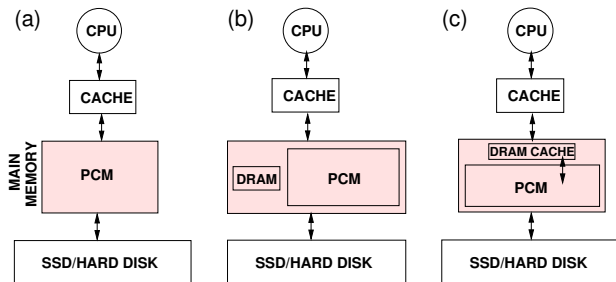 (a)
CPU
CACHE
MAIN
MEMORY
PCM
SSD/HARD DISK
(b)
CPU
CACHE
DRAM
PCM
SSD/HARD DISK
(c)
CPU
CACHE
DRAM CACHE
PCM
SSD/HARD DISK